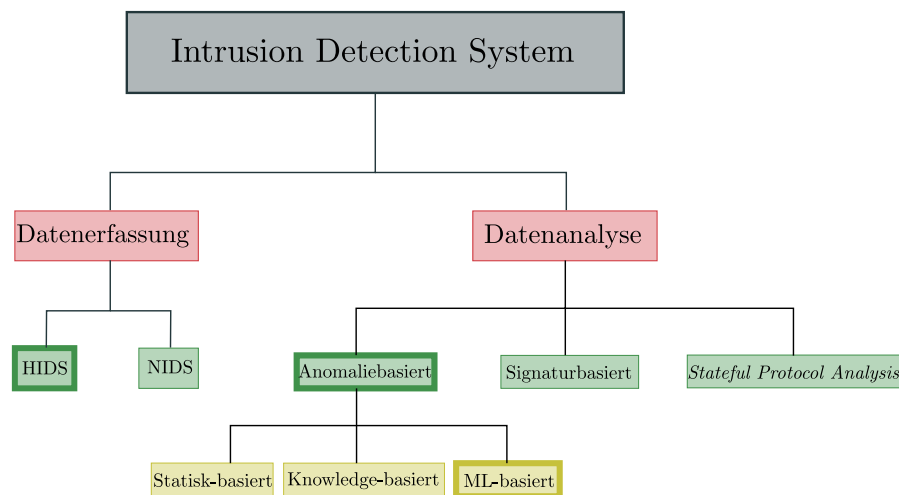 Intrusion Detection System
Datenerfassung
Datenanalyse
HIDS
NIDS
Anomaliebasiert
Signaturbasiert
Stateful Protocol Analysis
Statisk-basiert
Knowledge-basiert
ML-basiert